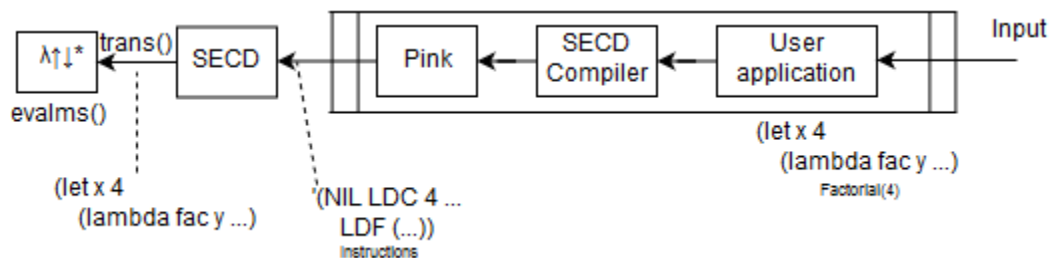 λ↑↓*
evalms()
trans()
SECD
Pink
SECD
Compiler
User
application
Input
(let x 4
(lambda fac y ...)
(NIL LDC 4 ...
LDF (...))
Instructions
(let x 4
(lambda fac y ...)
Factorial(4)